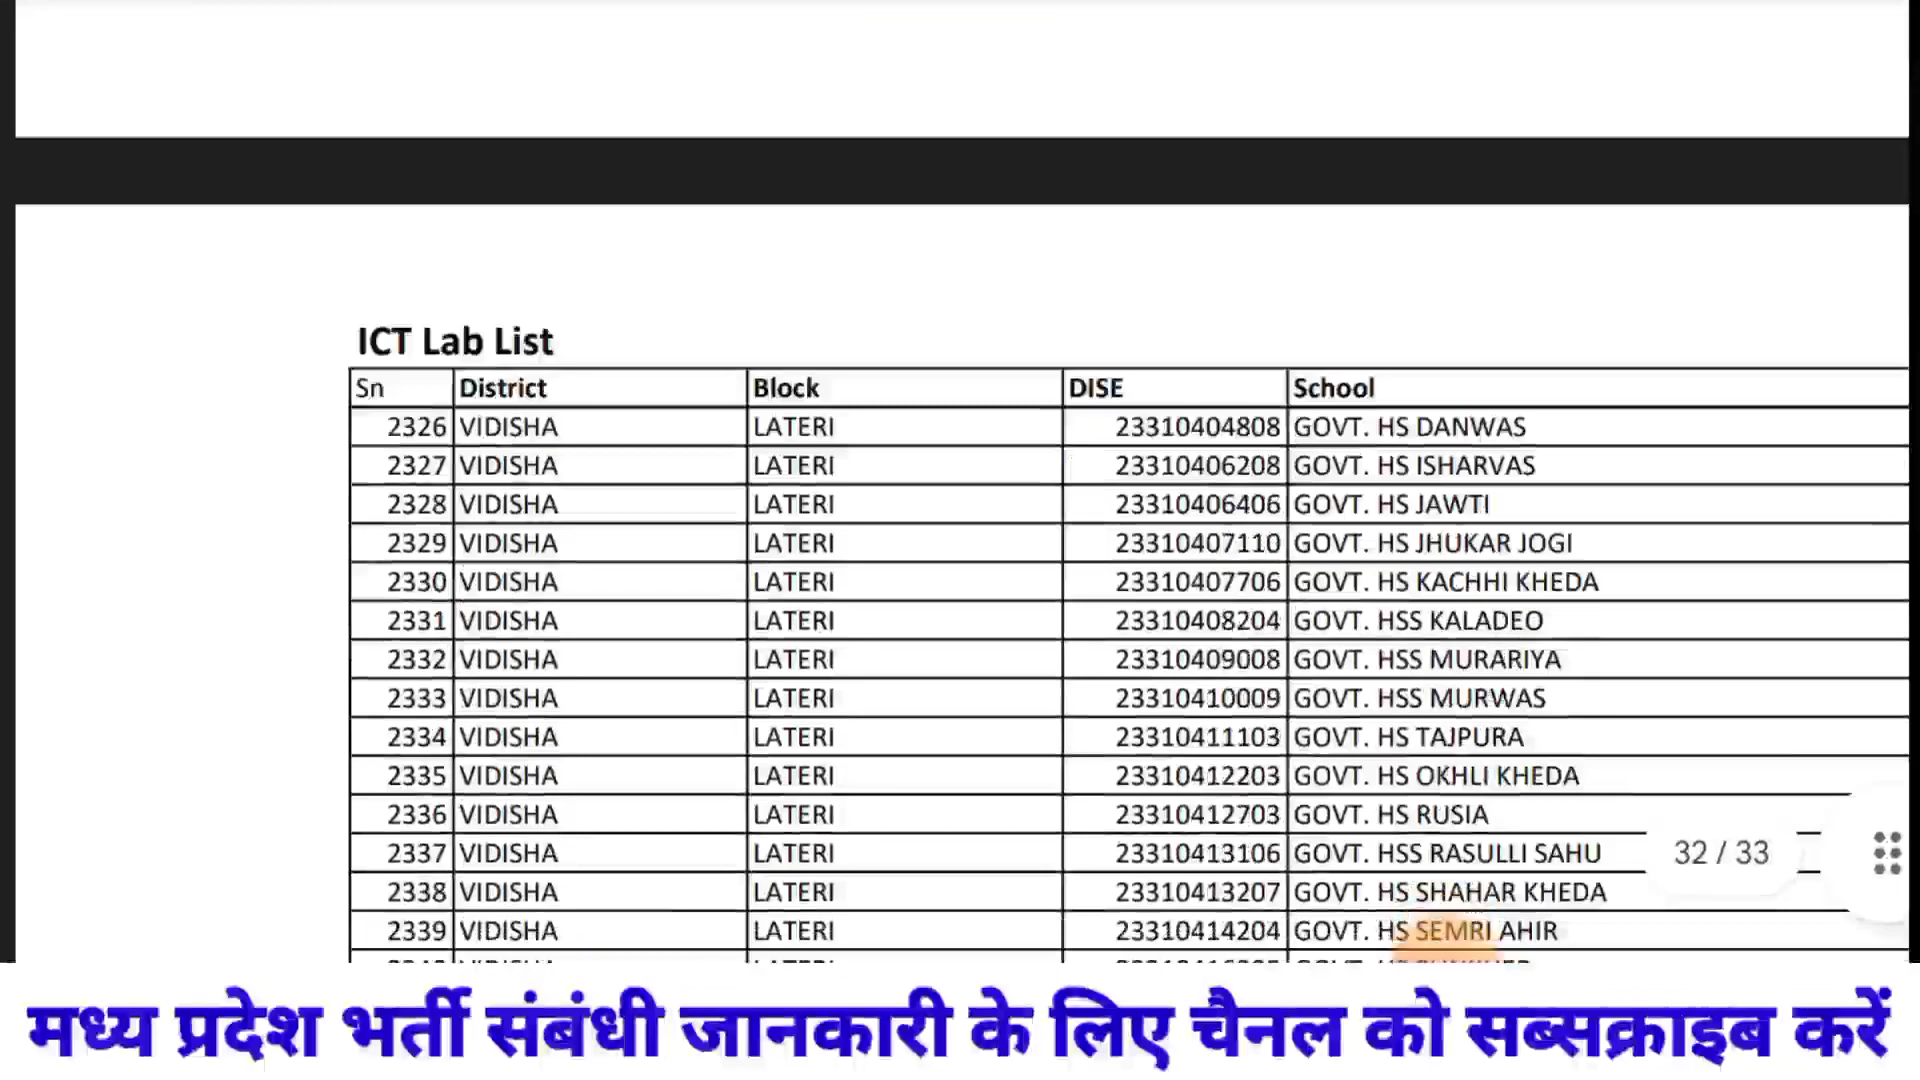 ICT Lab List
Sn District Block DISE School
2326 VIDISHA LATERI 23310404808 GOVT. HS DANWAS
2327 VIDISHA LATERI 23310406208 GOVT. HS ISHARVAS
2328 VIDISHA LATERI 23310406406 GOVT. HS JAWTI
2329 VIDISHA LATERI 23310407110 GOVT. HS JHUKAR JOGI
2330 VIDISHA LATERI 23310407706 GOVT. HS KACHHI KHEDA
2331 VIDISHA LATERI 23310408204 GOVT. HSS KALADEO
2332 VIDISHA LATERI 23310409008 GOVT. HSS MURARIYA
2333 VIDISHA LATERI 23310410009 GOVT. HSS MURWAS
2334 VIDISHA LATERI 23310411103 GOVT. HS TAJPURA
2335 VIDISHA LATERI 23310412203 GOVT. HS OKHLI KHEDA
2336 VIDISHA LATERI 23310412703 GOVT. HS RUSIA
2337 VIDISHA LATERI 23310413106 GOVT. HSS RASULLI SAHU 32 / 33
2338 VIDISHA LATERI 23310413207 GOVT. HS SHAHAR KHEDA
2339 VIDISHA LATERI 23310414204 GOVT. HS SEMRI AHIR
मध्य प्रदेश भर्ती संबंधी जानकारी के लिए चैनल को सब्सक्राइब करें